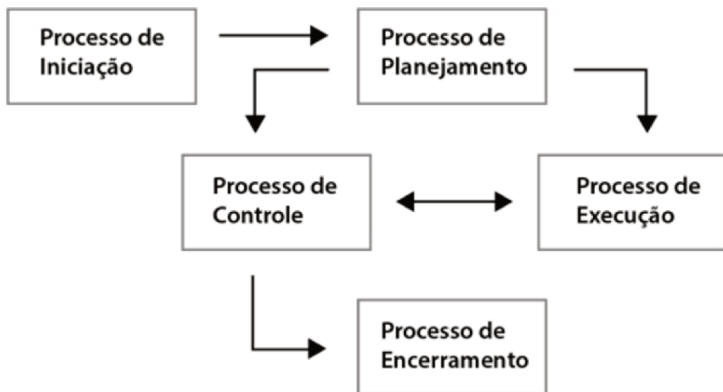 Processo de
Iniciação
Processo de
Planejamento
Processo de
Controle
Processo de
Execução
Processo de
Encerramento